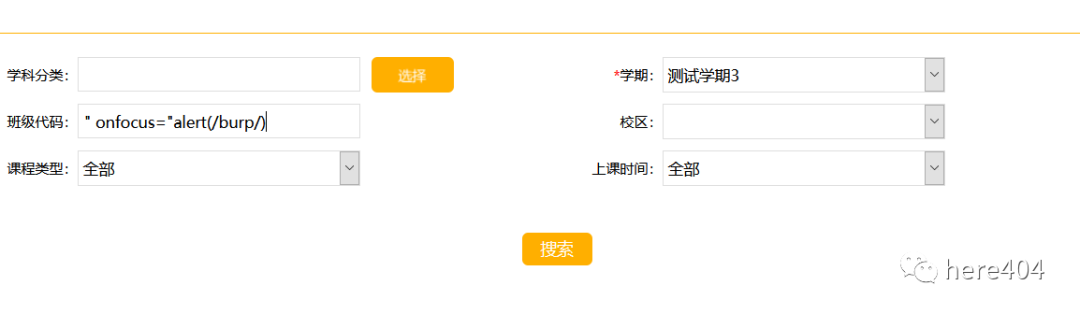 学科分类： 选择 *学期： 测试学期3
班级代码： " onfocus="alert(/burp/) 校区：
课程类型： 全部 上课时间： 全部
搜索
here404